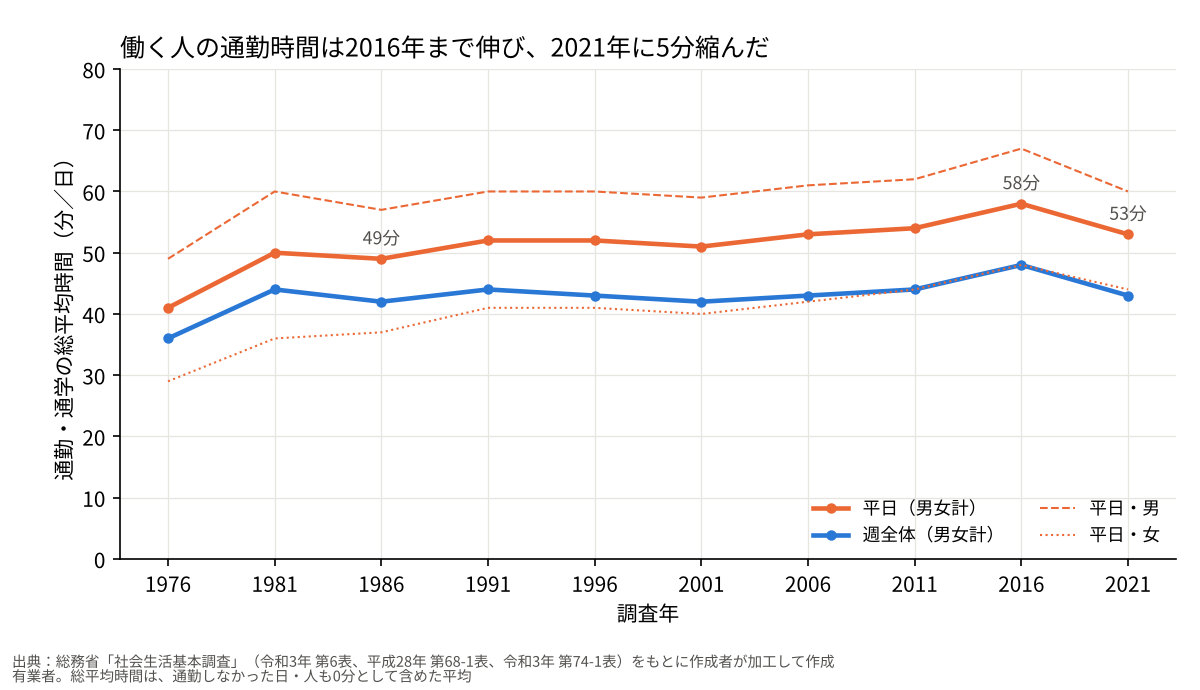 働く人の通勤時間は2016年まで伸び、2021年に5分縮んだ
通勤・通学の総平均時間（分／日）
80
70
60
50
40
30
20
10
0
49分
58分
53分
平日（男女計）
週全体（男女計）
平日・男
平日・女
1976 1981 1986 1991 1996 2001 2006 2011 2016 2021
調査年
出典：総務省「社会生活基本調査」（令和3年 第6表、平成28年 第68-1表、令和3年 第74-1表）をもとに作成者が加工して作成
有業者。総平均時間は、通勤しなかった日・人も0分として含めた平均